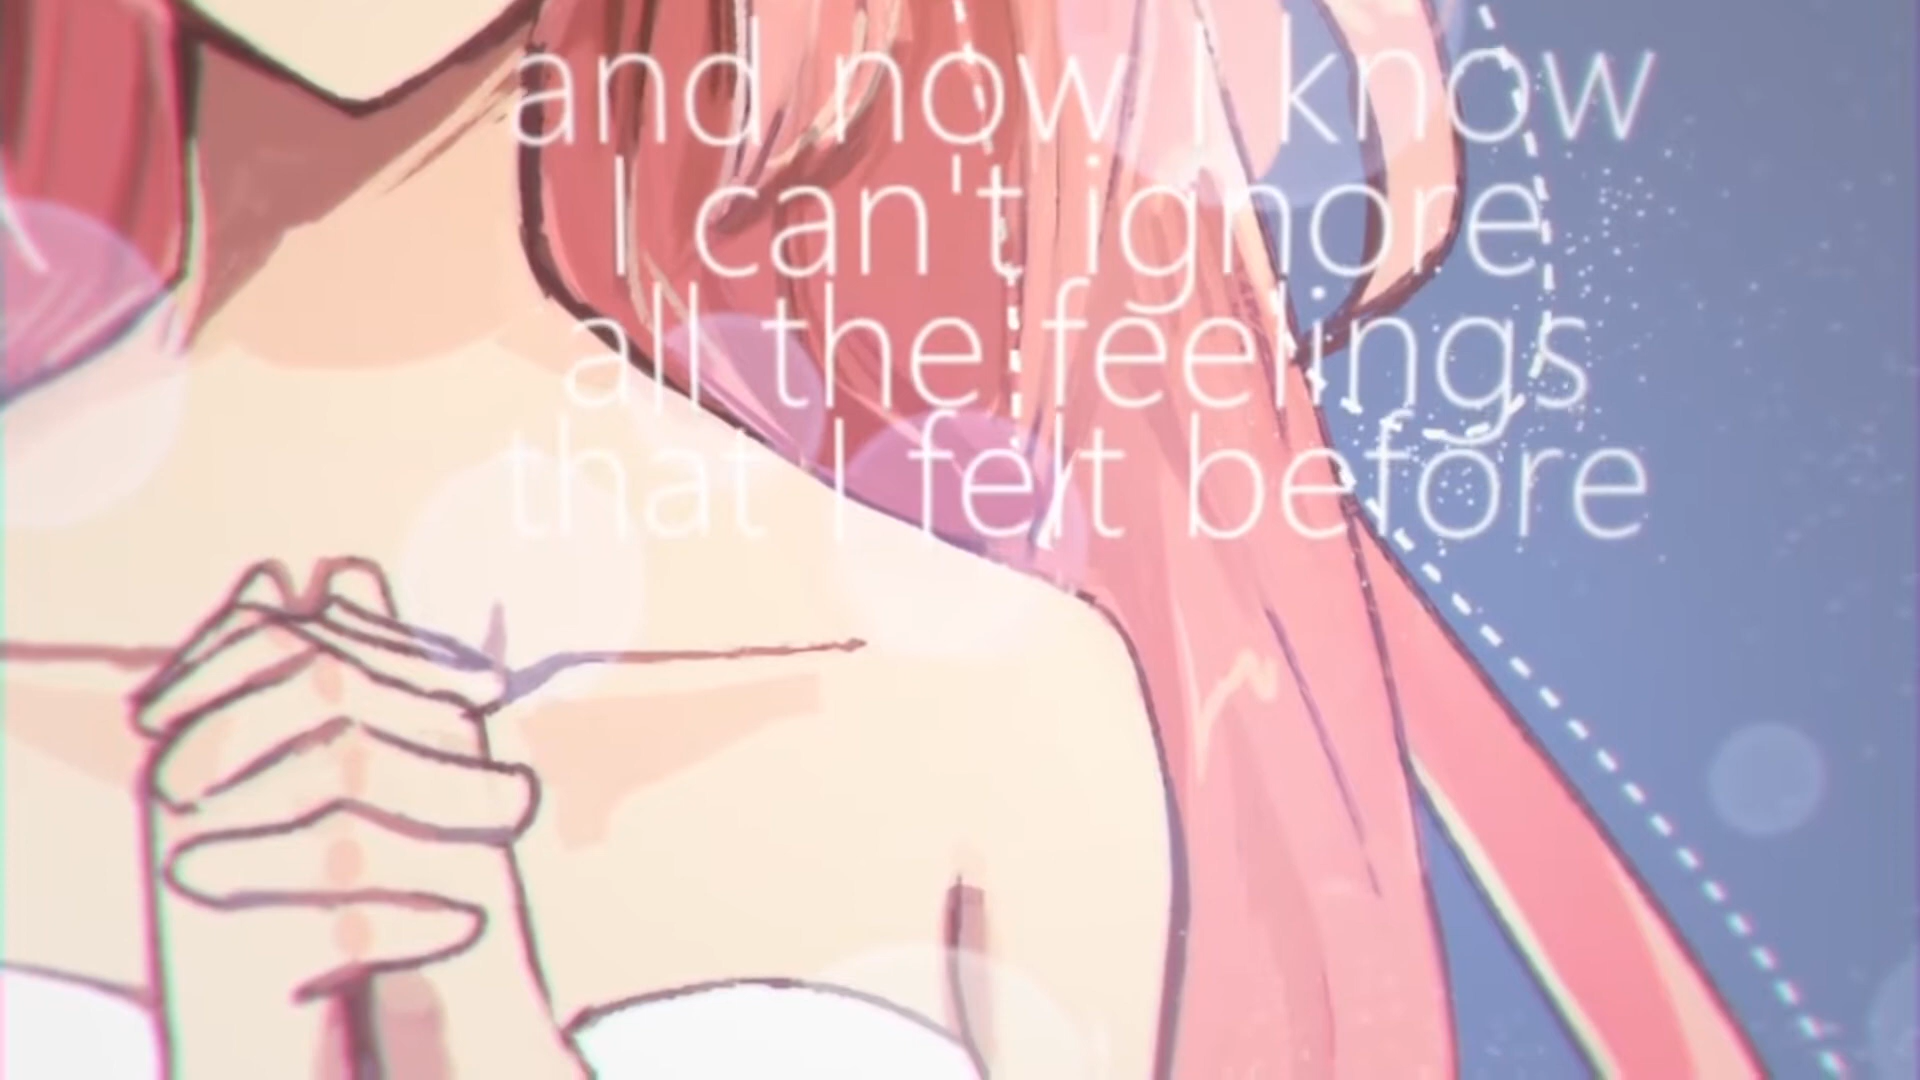 and now I know
I can't ignore
all the feelings
that I felt before